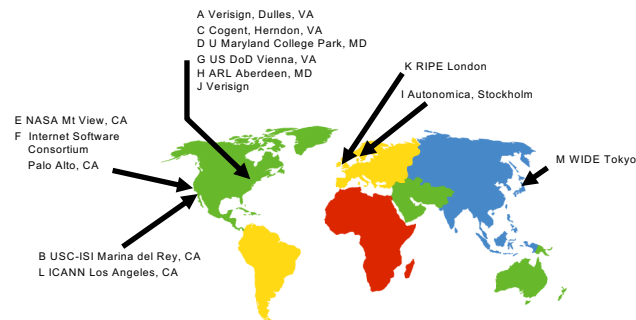 A Verisign, Dulles, VA
C Cogent, Herndon, VA
D U Maryland College Park, MD
G US DoD Vienna, VA
H ARL Aberdeen, MD
J Verisign
K RIPE London
I Autonomica, Stockholm
E NASA Mt View, CA
F Internet Software
Consortium
Palo Alto, CA
M WIDE Tokyo
B USC-ISI Marina del Rey, CA
L ICANN Los Angeles, CA